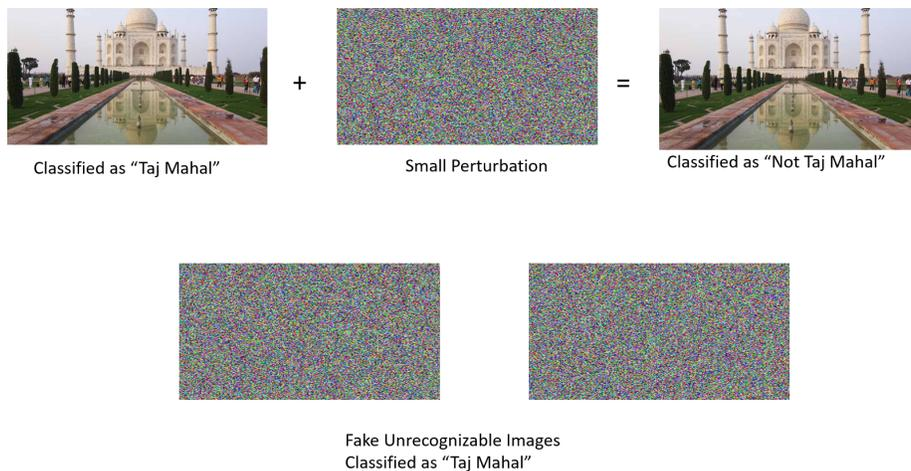 +
=
Classified as “Taj Mahal”
Small Perturbation
Classified as “Not Taj Mahal”
Fake Unrecognizable Images
Classified as “Taj Mahal”